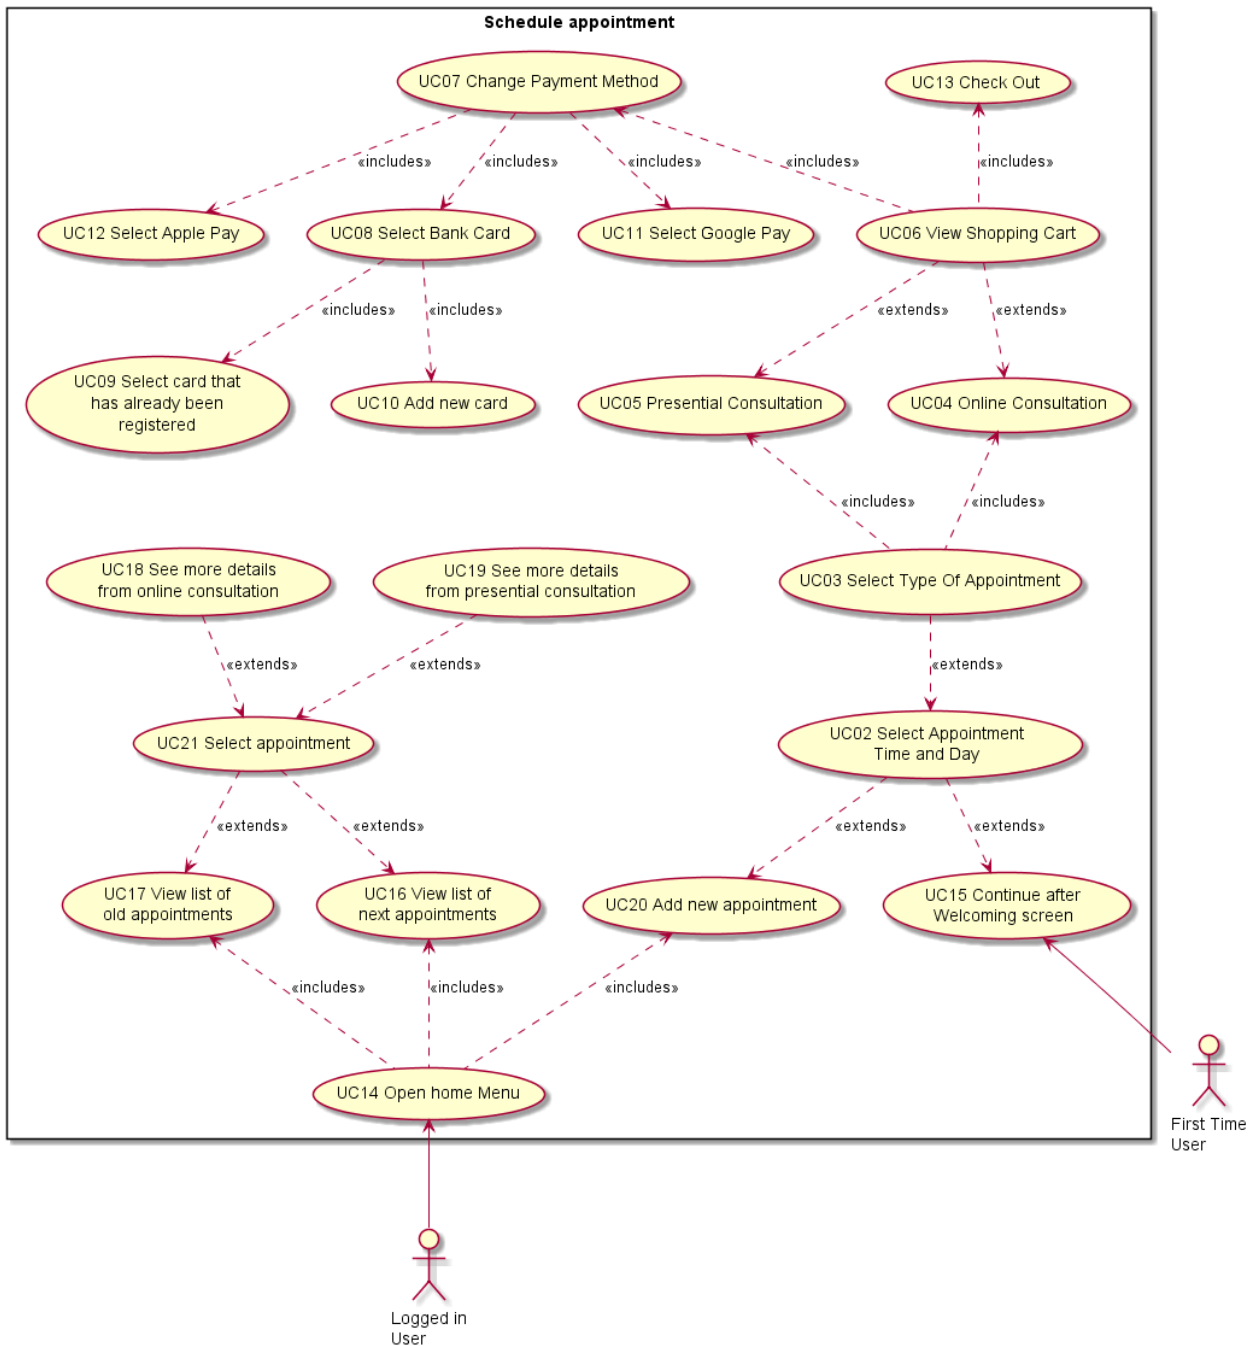 Schedule appointment
UC07 Change Payment Method
UC13 Check Out
«includes»
«includes»
«includes»
«includes»
«includes»
UC12 Select Apple Pay
UC08 Select Bank Card
UC11 Select Google Pay
UC06 View Shopping Cart
«includes»
«includes»
«extends»
«extends»
UC09 Select card that
has already been
registered
UC10 Add new card
UC05 Presential Consultation
UC04 Online Consultation
«includes»
«includes»
UC18 See more details
from online consultation
UC19 See more details
from presential consultation
UC03 Select Type Of Appointment
«extends»
«extends»
«extends»
UC21 Select appointment
UC02 Select Appointment
Time and Day
«extends»
«extends»
«extends»
«extends»
UC17 View list of
old appointments
UC16 View list of
next appointments
UC20 Add new appointment
UC15 Continue after
Welcoming screen
«includes»
«includes»
«includes»
UC14 Open home Menu
First Time
User
Logged in
User